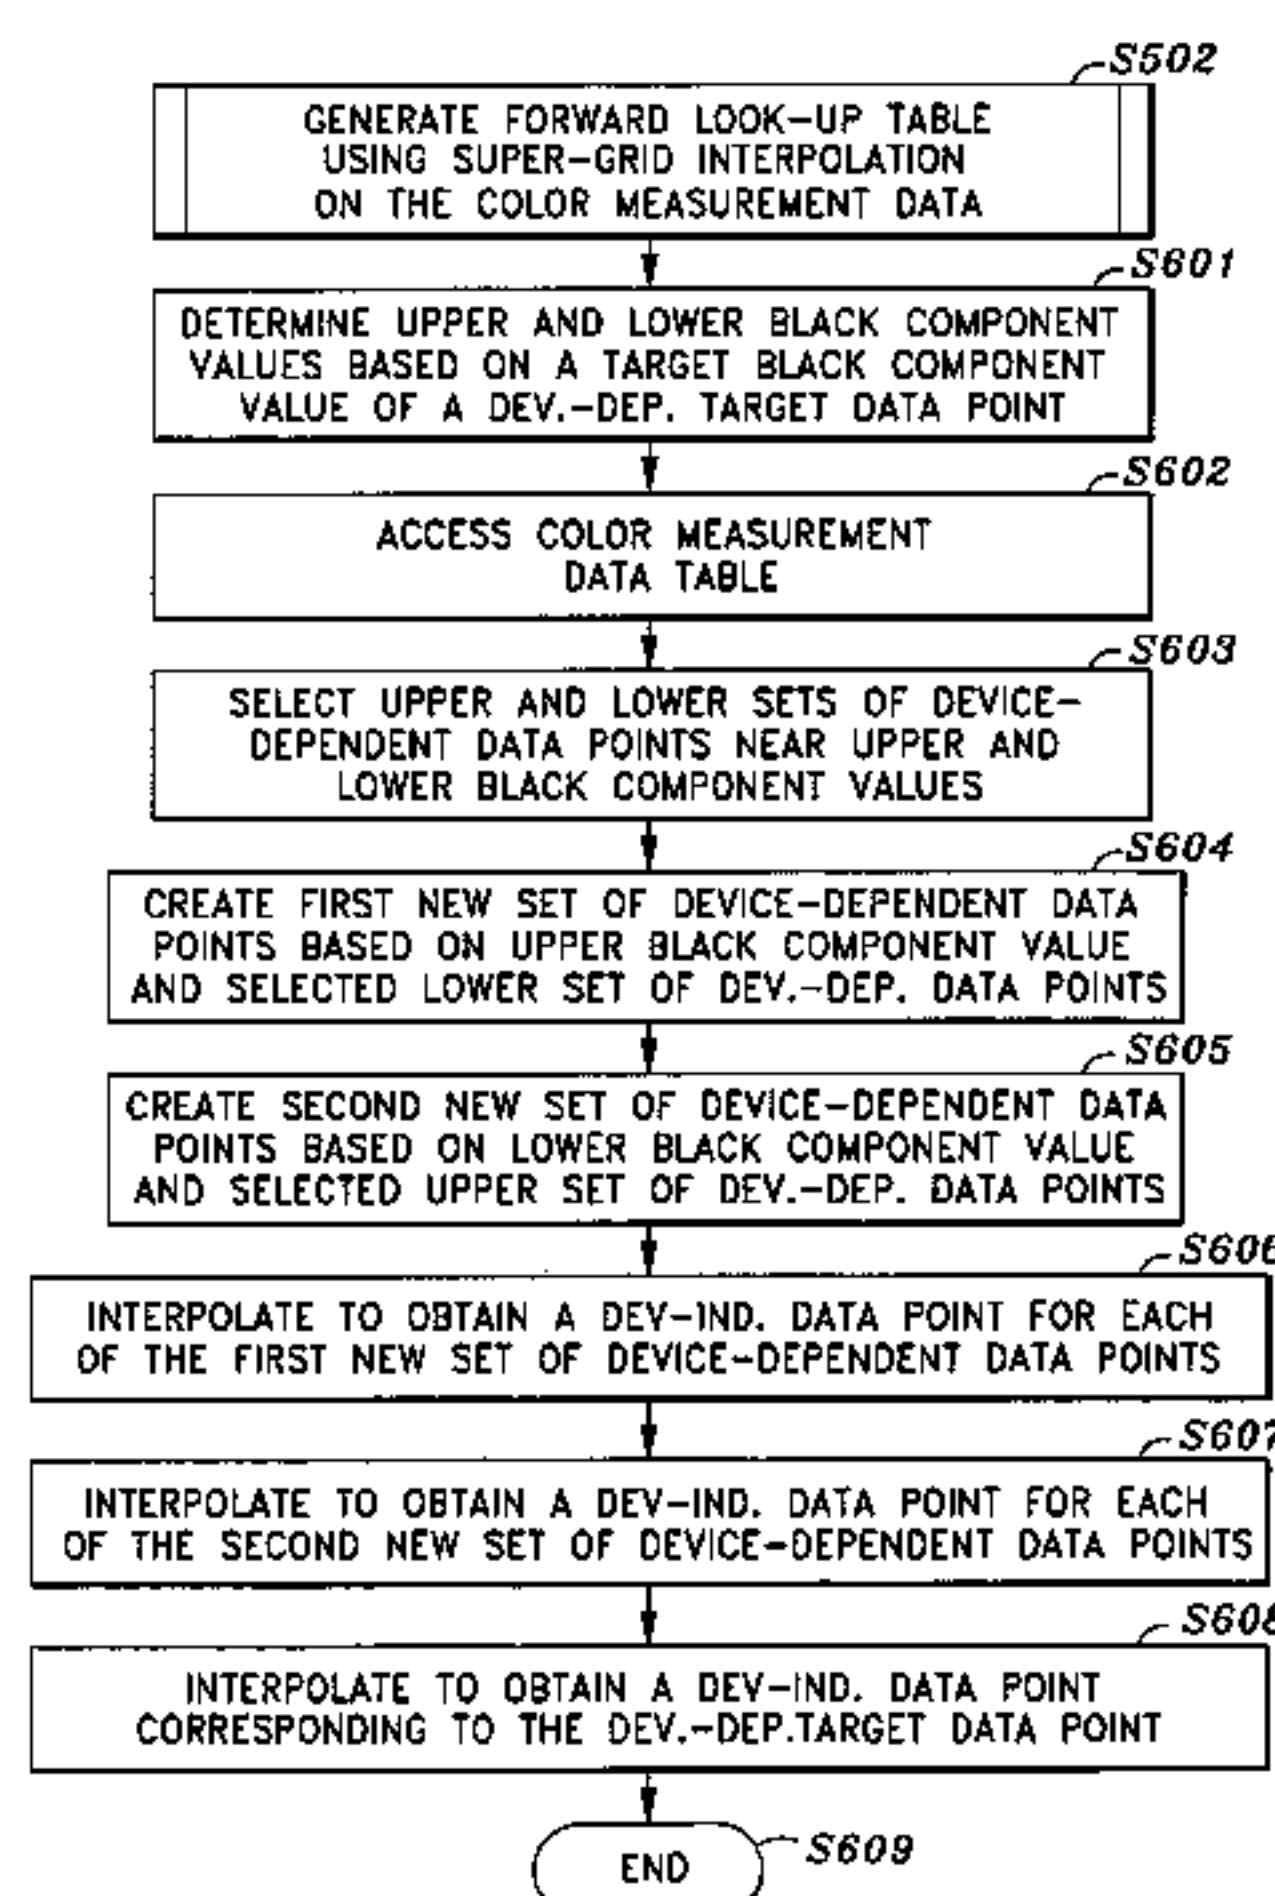 S502
GENERATE FORWARD LOOK-UP TABLE
USING SUPER-GRID INTERPOLATION
ON THE COLOR MEASUREMENT DATA
S601
DETERMINE UPPER AND LOWER BLACK COMPONENT
VALUES BASED ON A TARGET BLACK COMPONENT
VALUE OF A DEV.-DEP. TARGET DATA POINT
S602
ACCESS COLOR MEASUREMENT
DATA TABLE
S603
SELECT UPPER AND LOWER SETS OF DEVICE-
DEPENDENT DATA POINTS NEAR UPPER AND
LOWER BLACK COMPONENT VALUES
S604
CREATE FIRST NEW SET OF DEVICE-DEPENDENT DATA
POINTS BASED ON UPPER BLACK COMPONENT VALUE
AND SELECTED LOWER SET OF DEV.-DEP. DATA POINTS
S605
CREATE SECOND NEW SET OF DEVICE-DEPENDENT DATA
POINTS BASED ON LOWER BLACK COMPONENT VALUE
AND SELECTED UPPER SET OF DEV.-DEP. DATA POINTS
S606
INTERPOLATE TO OBTAIN A DEV-IND. DATA POINT FOR EACH
OF THE FIRST NEW SET OF DEVICE-DEPENDENT DATA POINTS
S607
INTERPOLATE TO OBTAIN A DEV-IND. DATA POINT FOR EACH
OF THE SECOND NEW SET OF DEVICE-DEPENDENT DATA POINTS
S608
INTERPOLATE TO OBTAIN A DEV-IND. DATA POINT
CORRESPONDING TO THE DEV.-DEP.TARGET DATA POINT
S609
END